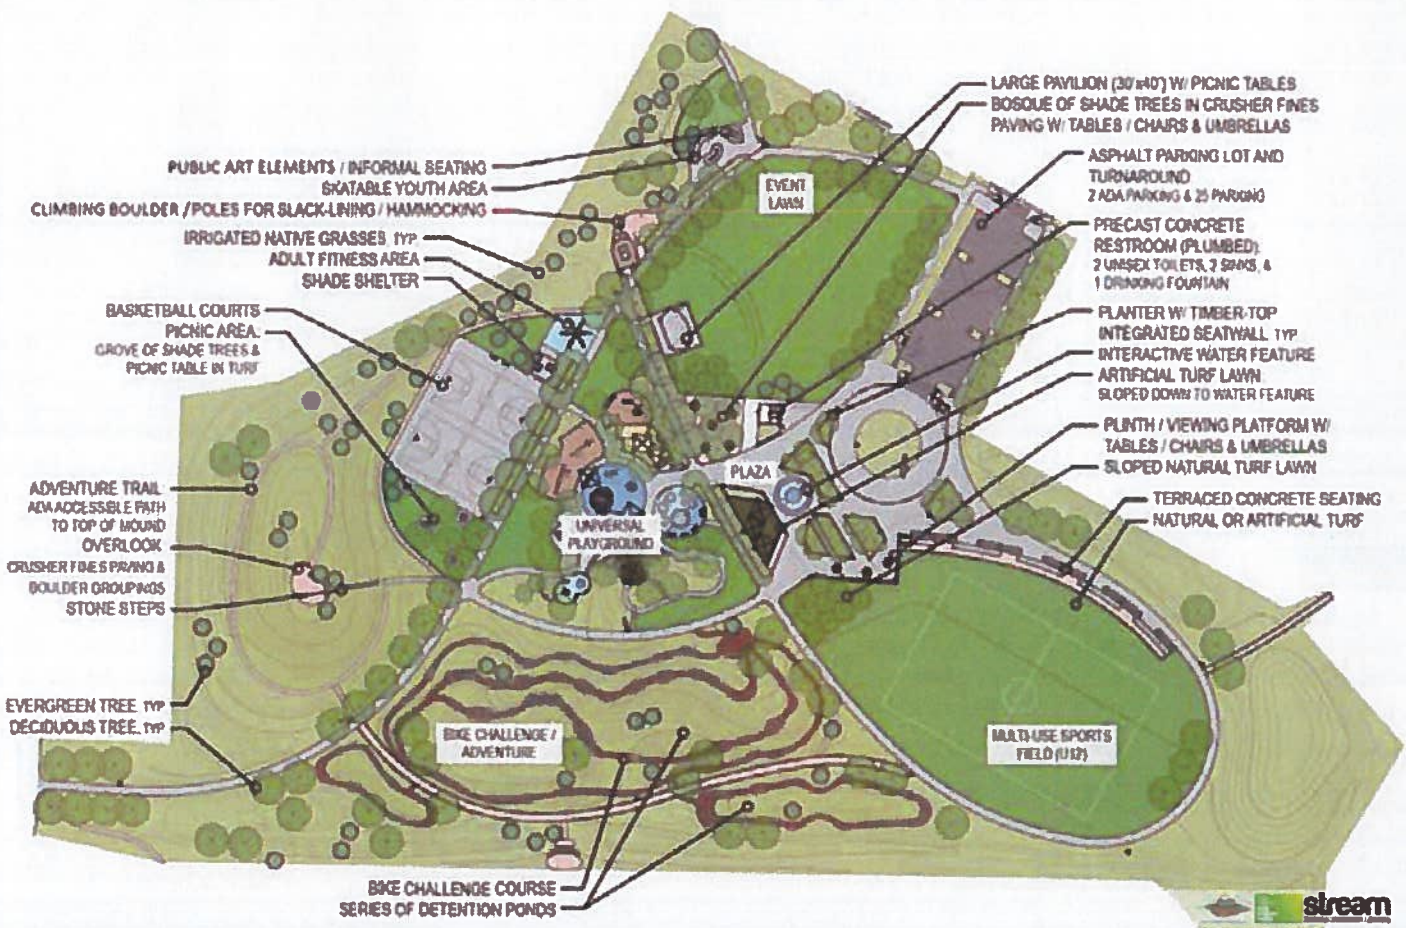 PUBLIC ART ELEMENTS / INFORMAL SEATING
SKATABLE YOUTH AREA
CLIMBING BOULDER / POLES FOR SLACK-LINING / HAMMOCKING
IRRIGATED NATIVE GRASSES, TYP.
ADULT FITNESS AREA
SHADE SHELTER
BASKETBALL COURTS
PICNIC AREA:
GROVE OF SHADE TREES &
PICNIC TABLE IN TURF
ADVENTURE TRAIL
ADA ACCESSIBLE PATH
TO TOP OF MOUND
OVERLOOK
CRUSHER FINES PAVING &
BOULDER GROUPINGS
STONE STEPS
EVERGREEN TREE, TYP
DECIDUOUS TREE, TYP
BIKE CHALLENGE COURSE
SERIES OF DETENTION PONDS
EVENT
LAWN
PLAZA
UNIVERSAL
PLAYGROUND
BIKE CHALLENGE /
ADVENTURE
MULTI-USE SPORTS
FIELD (U12)
LARGE PAVILION (30'x40') W/ PICNIC TABLES
BOSQUE OF SHADE TREES IN CRUSHER FINES
PAVING W/ TABLES / CHAIRS & UMBRELLAS
ASPHALT PARKING LOT AND
TURNAROUND
2 ADA PARKING & 25 PARKING
PRECAST CONCRETE
RESTROOM (PLUMBED):
2 UNISEX TOILETS, 2 SINKS, &
1 DRINKING FOUNTAIN
PLANTER W/ TIMBER-TOP
INTEGRATED SEATWALL, TYP
INTERACTIVE WATER FEATURE
ARTIFICIAL TURF LAWN
SLOPED DOWN TO WATER FEATURE
PLINTH / VIEWING PLATFORM W/
TABLES / CHAIRS & UMBRELLAS
SLOPED NATURAL TURF LAWN
TERRACED CONCRETE SEATING
NATURAL OR ARTIFICIAL TURF
stream